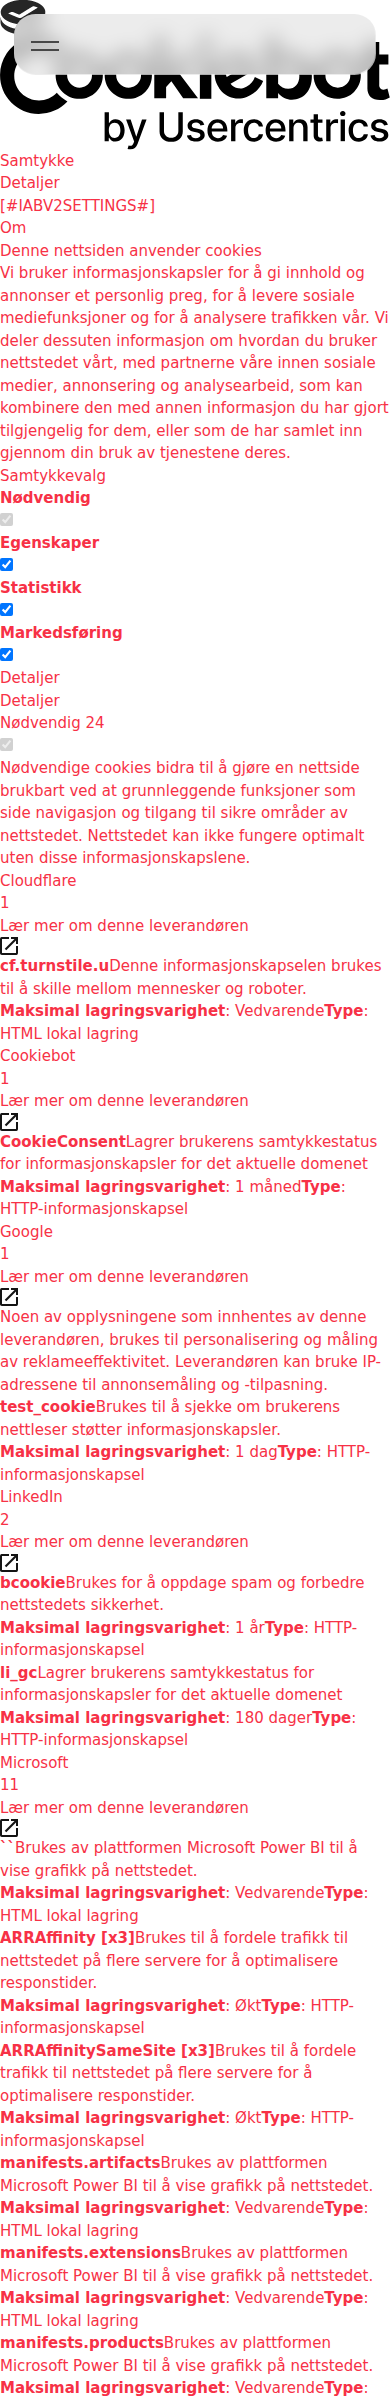 Cookiebot
by Usercentrics
Samtykke
Detaljer
[#IABV2SETTINGS#]
Om
Denne nettsiden anvender cookies
Vi bruker informasjonskapsler for å gi innhold og
annonser et personlig preg, for å levere sosiale
mediefunksjoner og for å analysere trafikken vår. Vi
deler dessuten informasjon om hvordan du bruker
nettstedet vårt, med partnerne våre innen sosiale
medier, annonsering og analysearbeid, som kan
kombinere den med annen informasjon du har gjort
tilgjengelig for dem, eller som de har samlet inn
gjennom din bruk av tjenestene deres.
Samtykkevalg
Nødvendig
Egenskaper
Statistikk
Markedsføring
Detaljer
Detaljer
Nødvendig 24
Nødvendige cookies bidra til å gjøre en nettside
brukbart ved at grunnleggende funksjoner som
side navigasjon og tilgang til sikre områder av
nettstedet. Nettstedet kan ikke fungere optimalt
uten disse informasjonskapslene.
Cloudflare
1
Lær mer om denne leverandøren
cf.turnstile.uDenne informasjonskapselen brukes
til å skille mellom mennesker og roboter.
Maksimal lagringsvarighet: VedvarendeType:
HTML lokal lagring
Cookiebot
1
Lær mer om denne leverandøren
CookieConsentLagrer brukerens samtykkestatus
for informasjonskapsler for det aktuelle domenet
Maksimal lagringsvarighet: 1 månedType:
HTTP-informasjonskapsel
Google
1
Lær mer om denne leverandøren
Noen av opplysningene som innhentes av denne
leverandøren, brukes til personalisering og måling
av reklameeffektivitet. Leverandøren kan bruke IP-
adressene til annonsemåling og -tilpasning.
test_cookieBrukes til å sjekke om brukerens
nettleser støtter informasjonskapsler.
Maksimal lagringsvarighet: 1 dagType: HTTP-
informasjonskapsel
LinkedIn
2
Lær mer om denne leverandøren
bcookieBrukes for å oppdage spam og forbedre
nettstedets sikkerhet.
Maksimal lagringsvarighet: 1 årType: HTTP-
informasjonskapsel
li_gcLagrer brukerens samtykkestatus for
informasjonskapsler for det aktuelle domenet
Maksimal lagringsvarighet: 180 dagerType:
HTTP-informasjonskapsel
Microsoft
11
Lær mer om denne leverandøren
``Brukes av plattformen Microsoft Power BI til å
vise grafikk på nettstedet.
Maksimal lagringsvarighet: VedvarendeType:
HTML lokal lagring
ARRAffinity [x3]Brukes til å fordele trafikk til
nettstedet på flere servere for å optimalisere
responstider.
Maksimal lagringsvarighet: ØktType: HTTP-
informasjonskapsel
ARRAffinitySameSite [x3]Brukes til å fordele
trafikk til nettstedet på flere servere for å
optimalisere responstider.
Maksimal lagringsvarighet: ØktType: HTTP-
informasjonskapsel
manifests.artifactsBrukes av plattformen
Microsoft Power BI til å vise grafikk på nettstedet.
Maksimal lagringsvarighet: VedvarendeType:
HTML lokal lagring
manifests.extensionsBrukes av plattformen
Microsoft Power BI til å vise grafikk på nettstedet.
Maksimal lagringsvarighet: VedvarendeType:
HTML lokal lagring
manifests.productsBrukes av plattformen
Microsoft Power BI til å vise grafikk på nettstedet.
Maksimal lagringsvarighet: VedvarendeType: